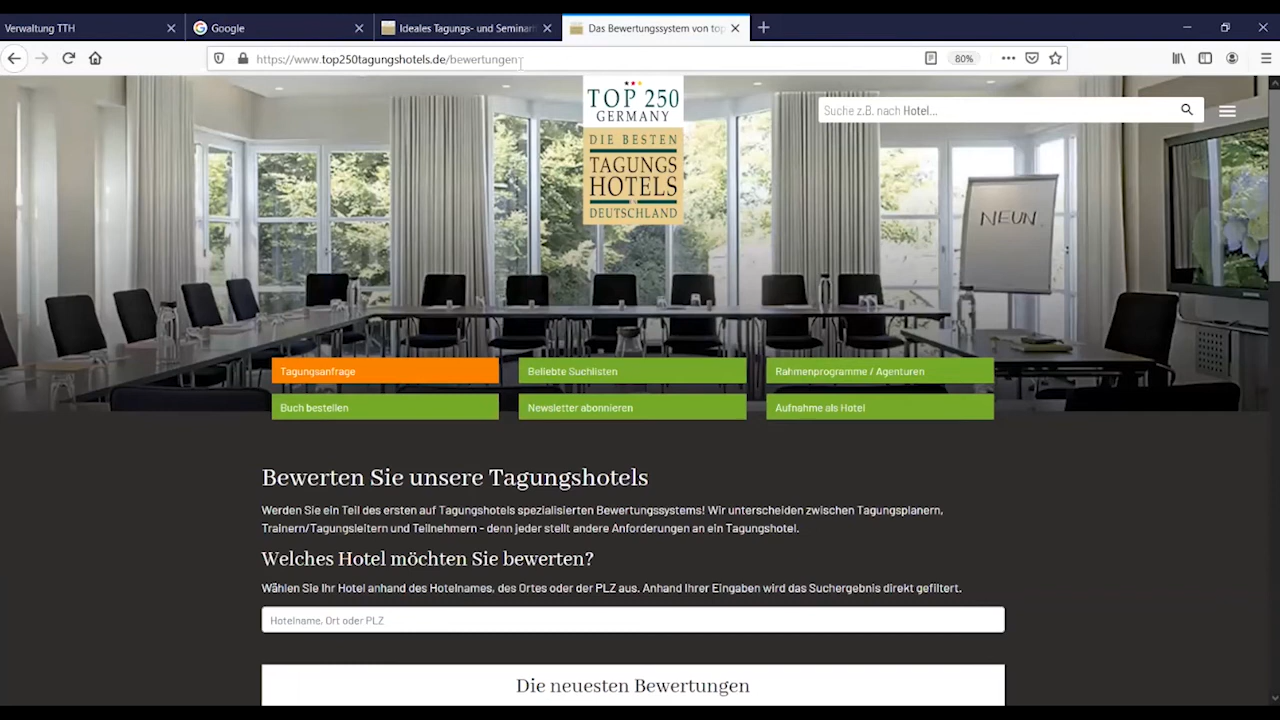 Verwaltung TTH
Google
Ideales Tagungs- und Seminarh
Das Bewertungssystem von top
https://www.top250tagungshotels.de/bewertungen
80%
TOP 250
GERMANY
DIE BESTEN
TAGUNGS
HOTELS
IN
DEUTSCHLAND
Suche z.B. nach Hotel...
NEUN
Tagungsanfrage
Beliebte Suchlisten
Rahmenprogramme / Agenturen
Buch bestellen
Newsletter abonnieren
Aufnahme als Hotel
Bewerten Sie unsere Tagungshotels
Werden Sie ein Teil des ersten auf Tagungshotels spezialisierten Bewertungssystems! Wir unterscheiden zwischen Tagungsplanern,
Trainern/Tagungsleitern und Teilnehmern - denn jeder stellt andere Anforderungen an ein Tagungshotel.
Welches Hotel möchten Sie bewerten?
Wählen Sie Ihr Hotel anhand des Hotelnames, des Ortes oder der PLZ aus. Anhand Ihrer Eingaben wird das Suchergebnis direkt gefiltert.
Hotelname, Ort oder PLZ
Die neuesten Bewertungen